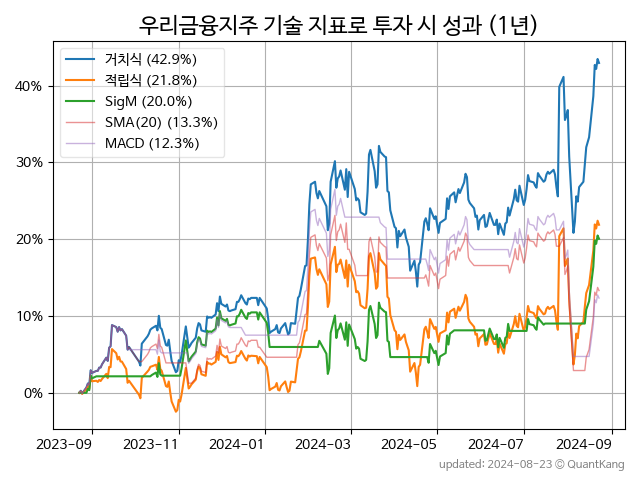 우리금융지주 기술 지표로 투자 시 성과 (1년)
거치식 (42.9%)
적립식 (21.8%)
SigM (20.0%)
SMA(20) (13.3%)
MACD (12.3%)
40%
30%
20%
10%
0%
2023-09 2023-11 2024-01 2024-03 2024-05 2024-07 2024-09
updated: 2024-08-23 © QuantKang